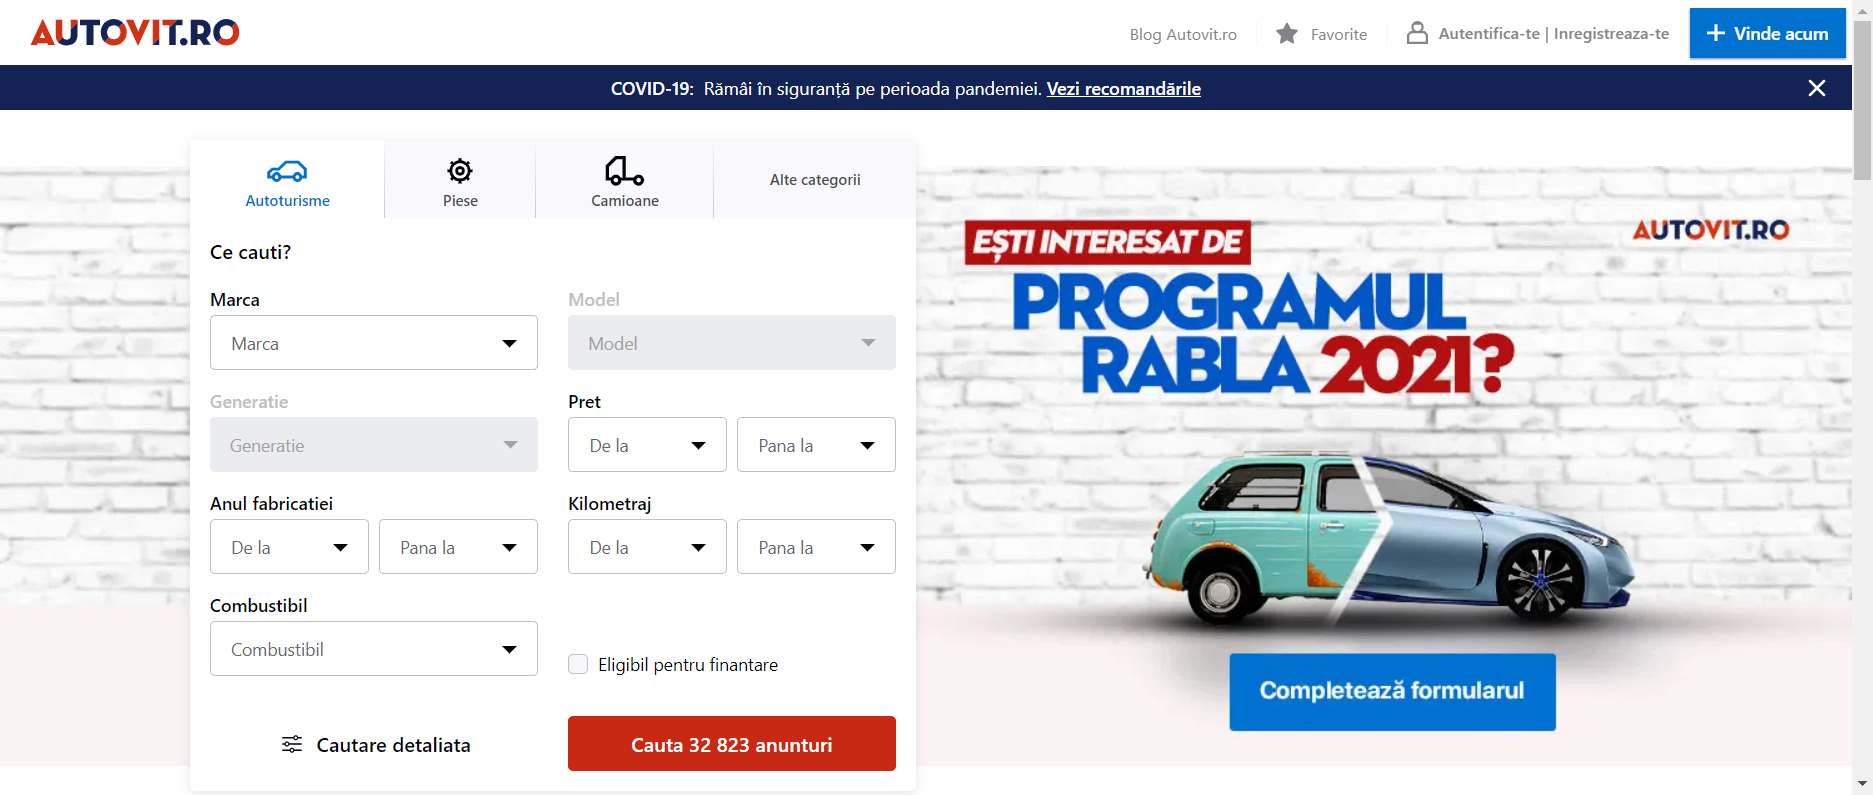 AUTOVIT.RO
Blog Autovit.ro
Favorite
Autentifica-te | Inregistreaza-te
Vinde acum
COVID-19: Rămâi în siguranță pe perioada pandemiei. Vezi recomandările
Autoturisme
Piese
Camioane
Alte categorii
Ce cauti?
Marca
Model
Marca
Model
Generatie
Pret
Generatie
De la
Pana la
Anul fabricatiei
Kilometraj
De la
Pana la
De la
Pana la
Combustibil
Combustibil
Eligibil pentru finantare
Cautare detaliata
Cauta 32 823 anunturi
AUTOVIT.RO
EȘTI INTERESAT DE
PROGRAMUL
RABLA 2021?
Completează formularul